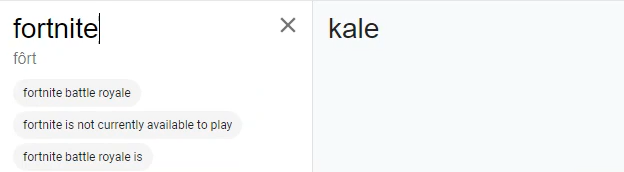 fortnite
kale
fôrt
fortnite battle royale
fortnite is not currently available to play
fortnite battle royale is